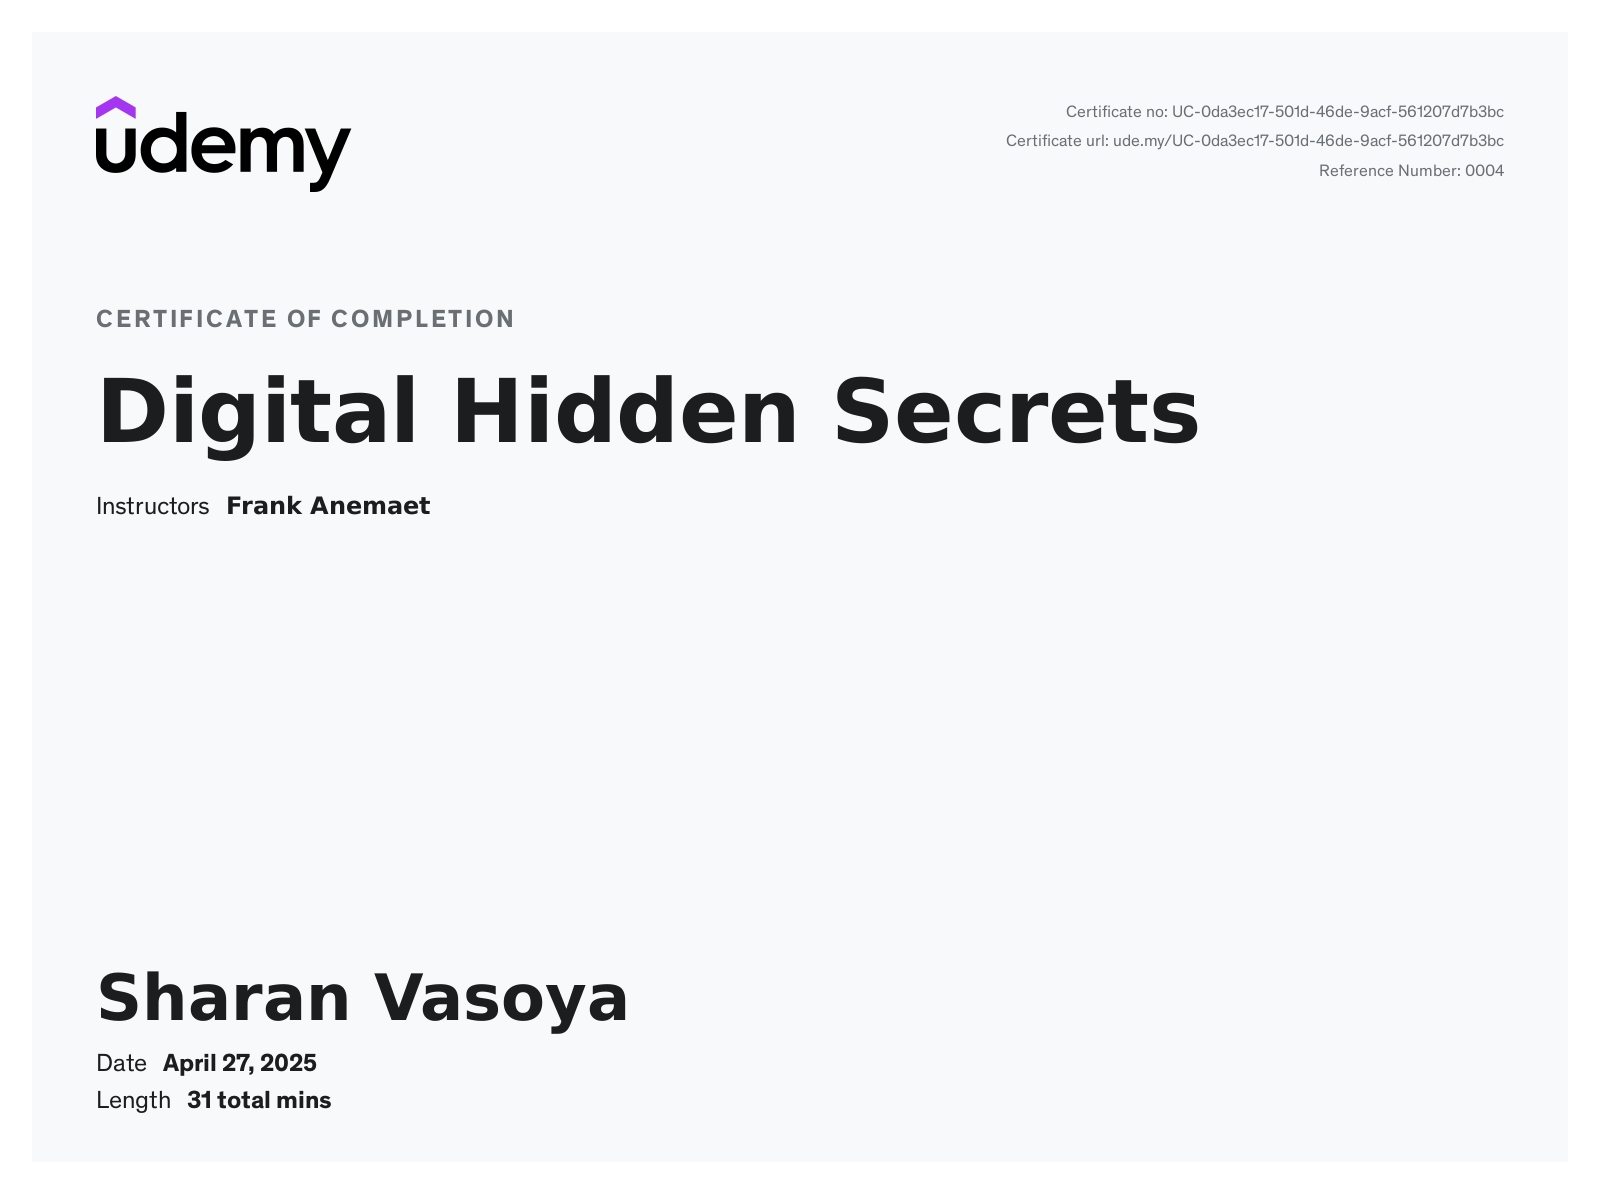 udemy
Certificate no: UC-0da3ec17-501d-46de-9acf-561207d7b3bc
Certificate url: ude.my/UC-0da3ec17-501d-46de-9acf-561207d7b3bc
Reference Number: 0004
CERTIFICATE OF COMPLETION
Digital Hidden Secrets
Instructors Frank Anemaet
Sharan Vasoya
Date April 27, 2025
Length 31 total mins